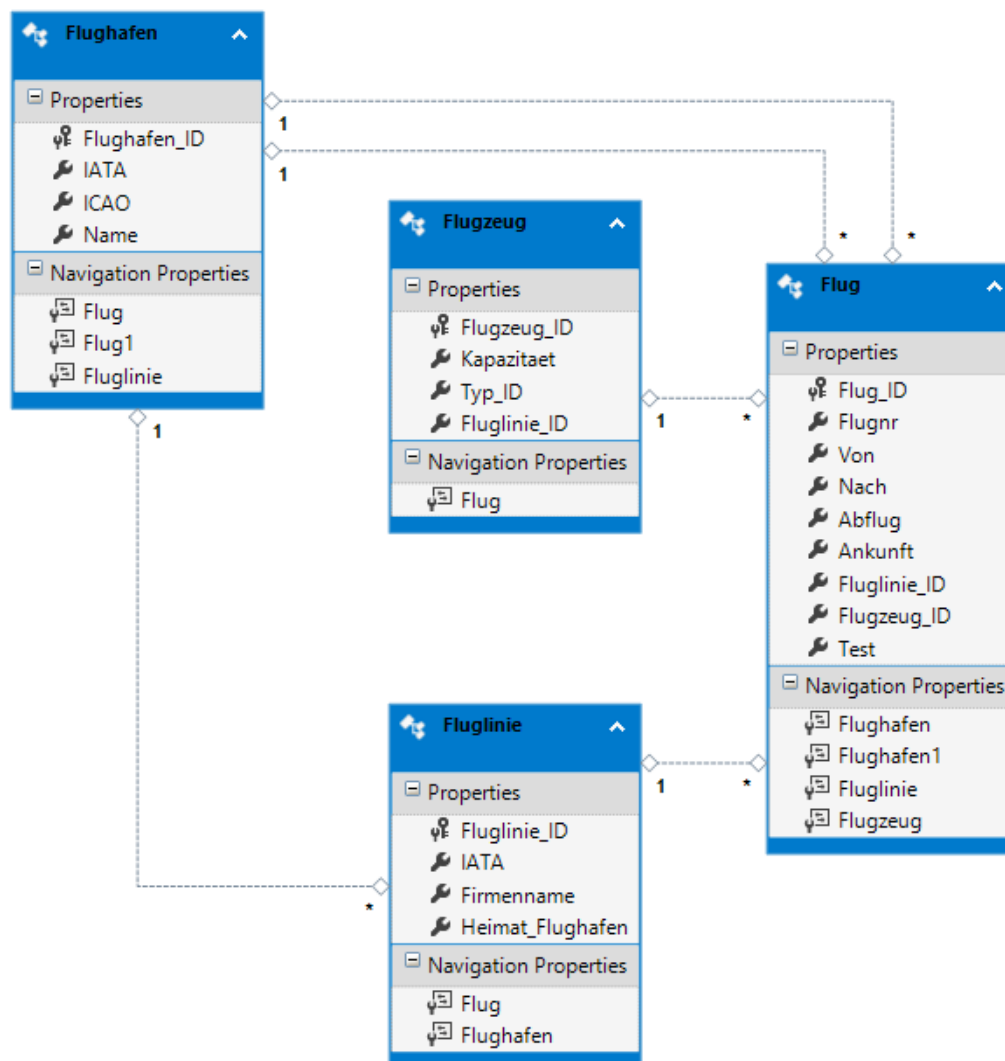 Flughafen
Properties
Flughafen_ID
IATA
ICAO
Name
Navigation Properties
Flug
Flug1
Fluglinie
1
1
1
*
*
Flugzeug
Properties
Flugzeug_ID
Kapazitaet
Typ_ID
Fluglinie_ID
Navigation Properties
Flug
1
*
Flug
Properties
Flug_ID
Flugnr
Von
Nach
Abflug
Ankunft
Fluglinie_ID
Flugzeug_ID
Test
Navigation Properties
Flughafen
Flughafen1
Fluglinie
Flugzeug
Fluglinie
Properties
Fluglinie_ID
IATA
Firmenname
Heimat_Flughafen
Navigation Properties
Flug
Flughafen
1
*
*